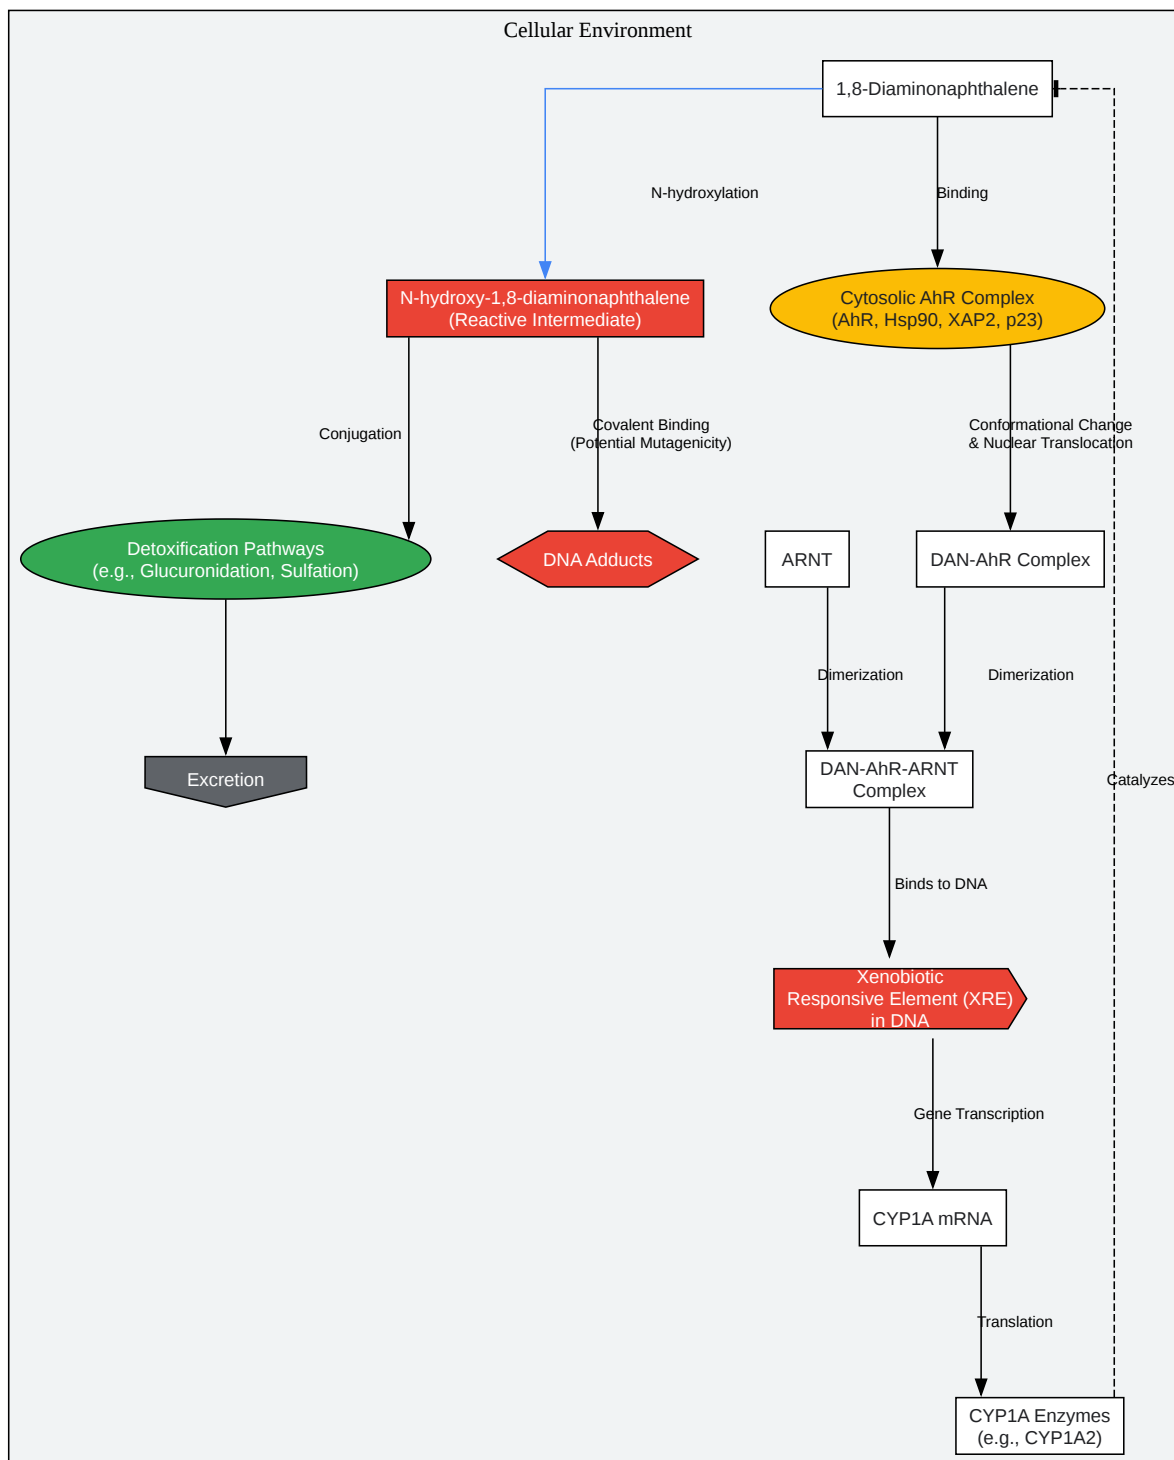 Cellular Environment
1,8-Diaminonaphthalene
N-hydroxylation
Binding
N-hydroxy-1,8-diaminonaphthalene
(Reactive Intermediate)
Cytosolic AhR Complex
(AhR, Hsp90, XAP2, p23)
Conjugation
Covalent Binding
(Potential Mutagenicity)
Conformational Change
& Nuclear Translocation
Detoxification Pathways
(e.g., Glucuronidation, Sulfation)
DNA Adducts
ARNT
DAN-AhR Complex
Dimerization
Dimerization
Excretion
DAN-AhR-ARNT
Complex
Catalyzes
Binds to DNA
Xenobiotic
Responsive Element (XRE)
in DNA
Gene Transcription
CYP1A mRNA
Translation
CYP1A Enzymes
(e.g., CYP1A2)